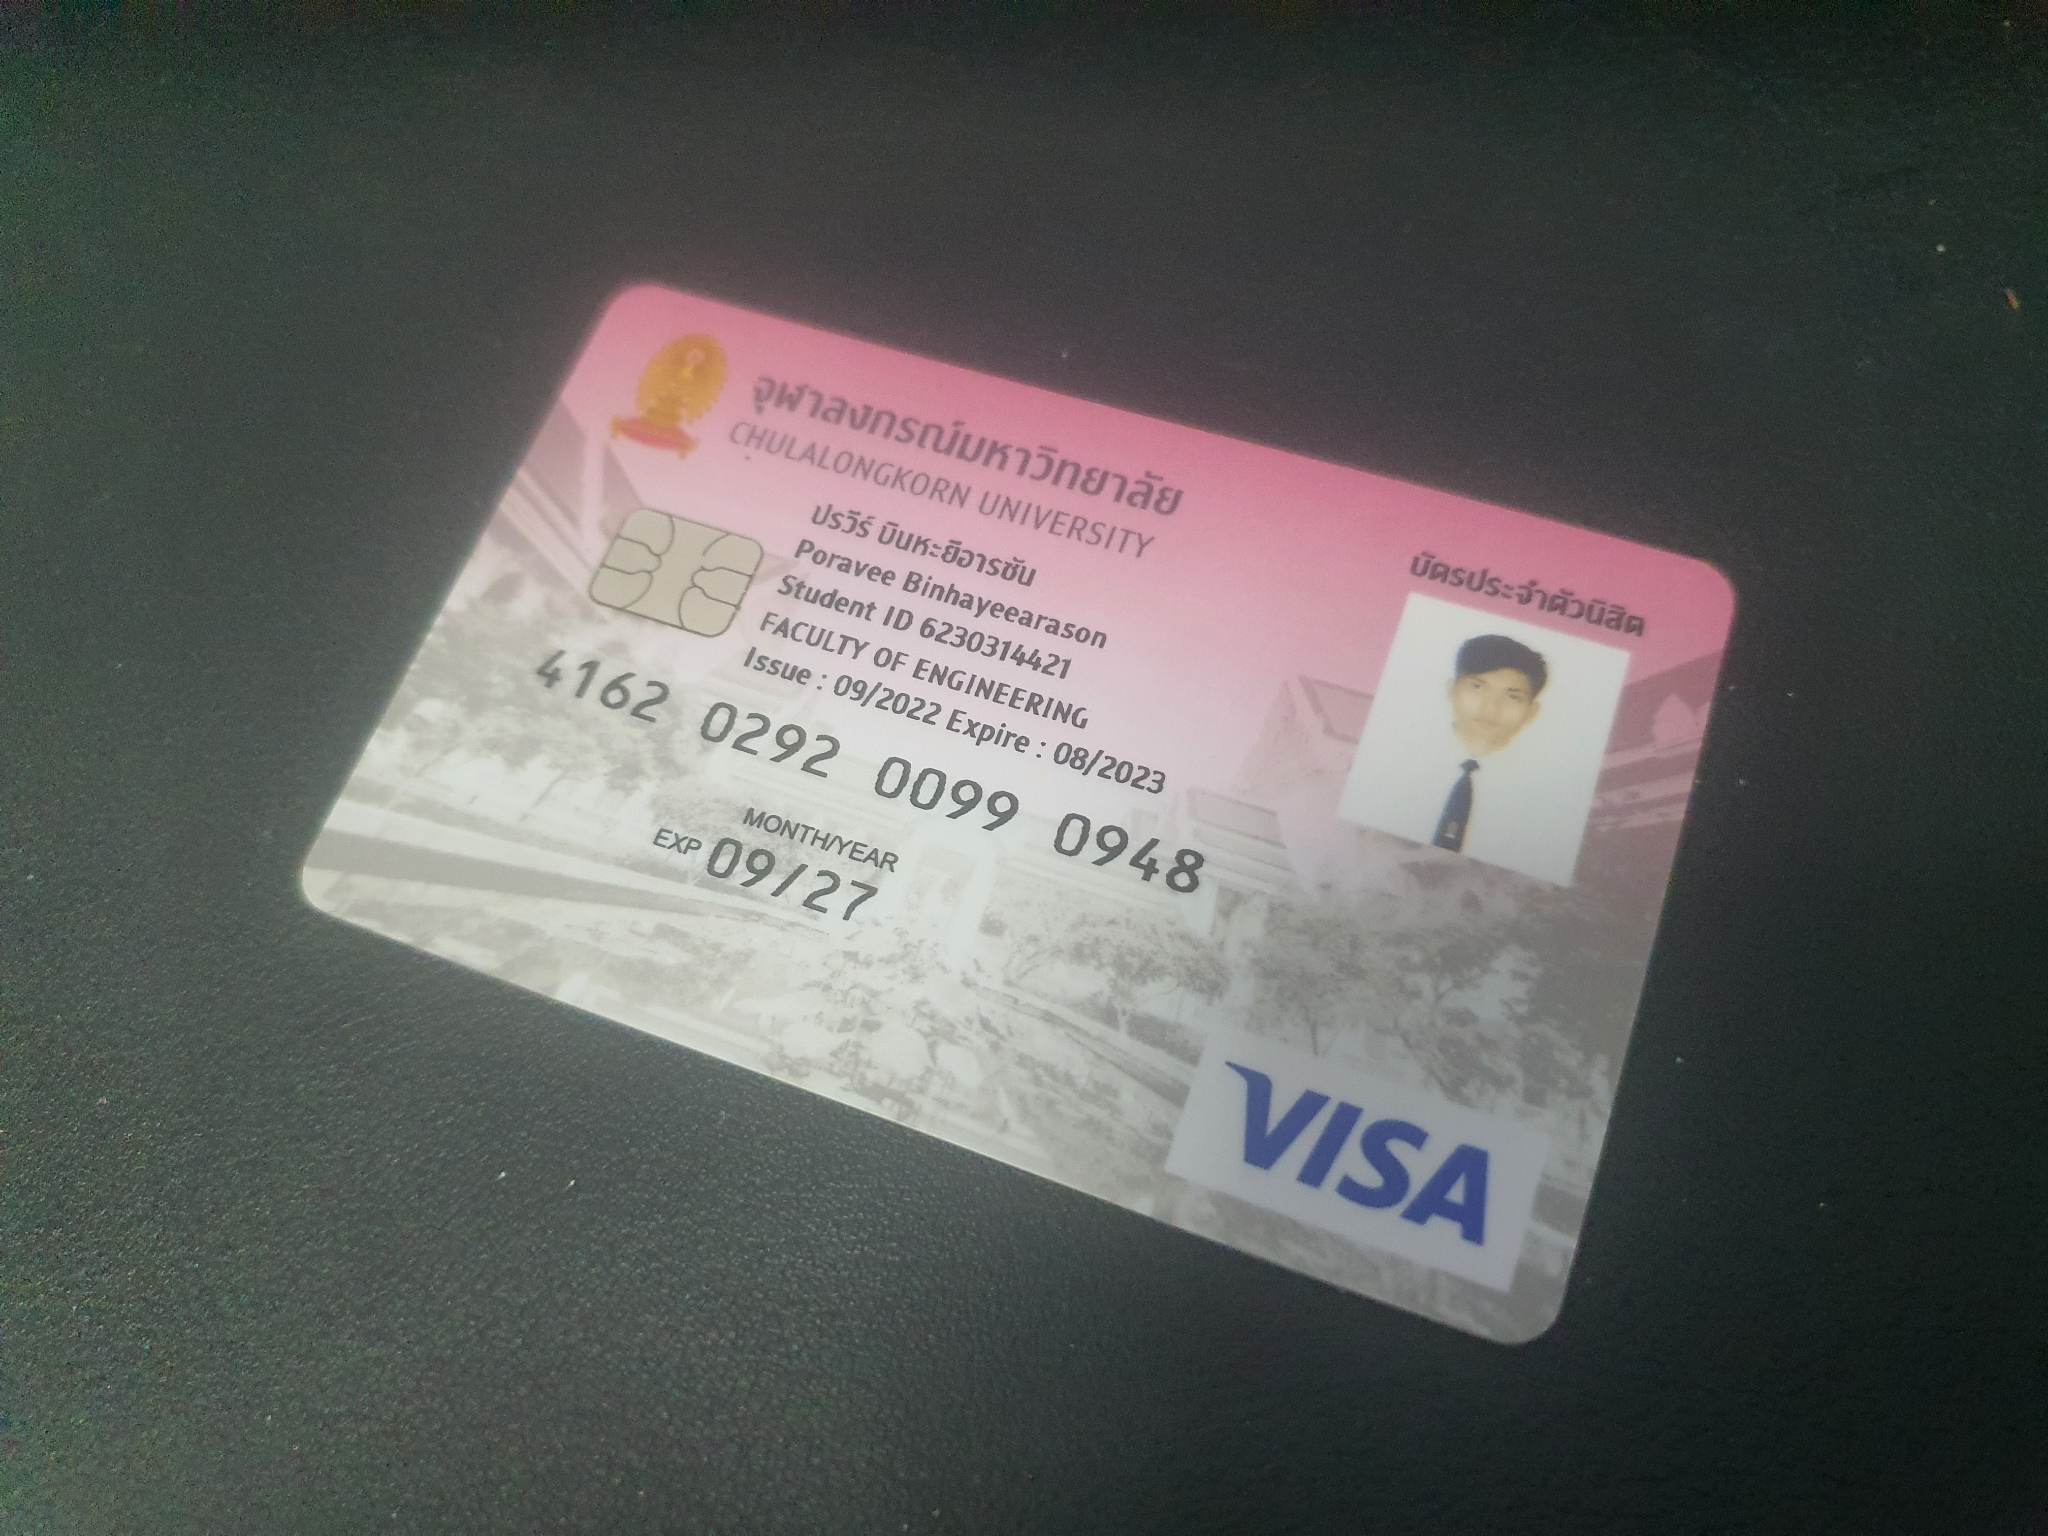 จุฬาลงกรณ์มหาวิทยาลัย
CHULALONGKORN UNIVERSITY
บัตรประจำตัวนิสิต
ปรวีร์ บินหะยีอารซัน
Poravee Binhayeearason
Student ID 6230314421
FACULTY OF ENGINEERING
Issue : 09/2022 Expire : 08/2023
4162 0292 0099 0948
MONTH/YEAR
EXP 09/27
VISA